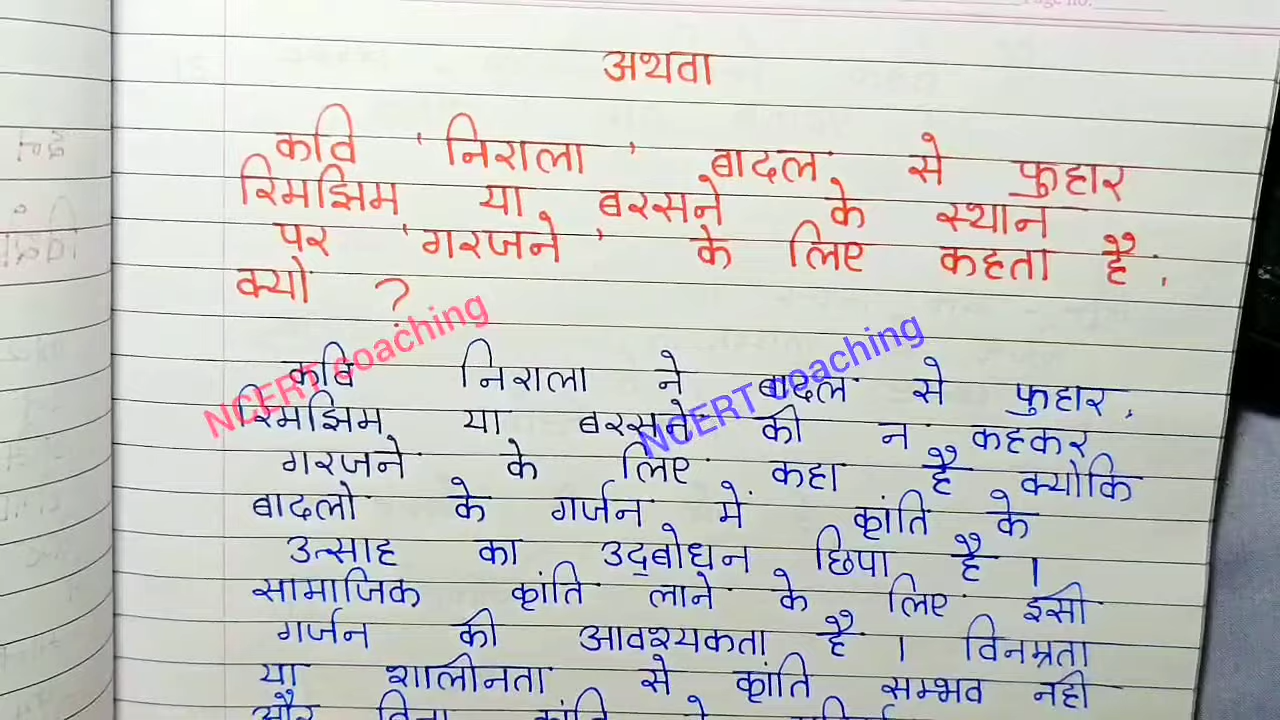 अथवा
कवि 'निराला' बादल से फुहार
रिमझिम या बरसने के स्थान
पर 'गरजने' के लिए कहता है,
क्यों ?
NCERT coaching
NCERT coaching
कवि निराला ने बादल से फुहार,
रिमझिम या बरसने की न कहकर
गरजने के लिए कहा है क्योकि
बादलो के गर्जन में कृांति के
उत्साह का उद्‌बोधन छिपा है ।
सामाजिक कृांति लाने के लिए इसी
गर्जन की आवश्यकता है । विनम्रता
या शालीनता से कृांति सम्भव नही
और बिना